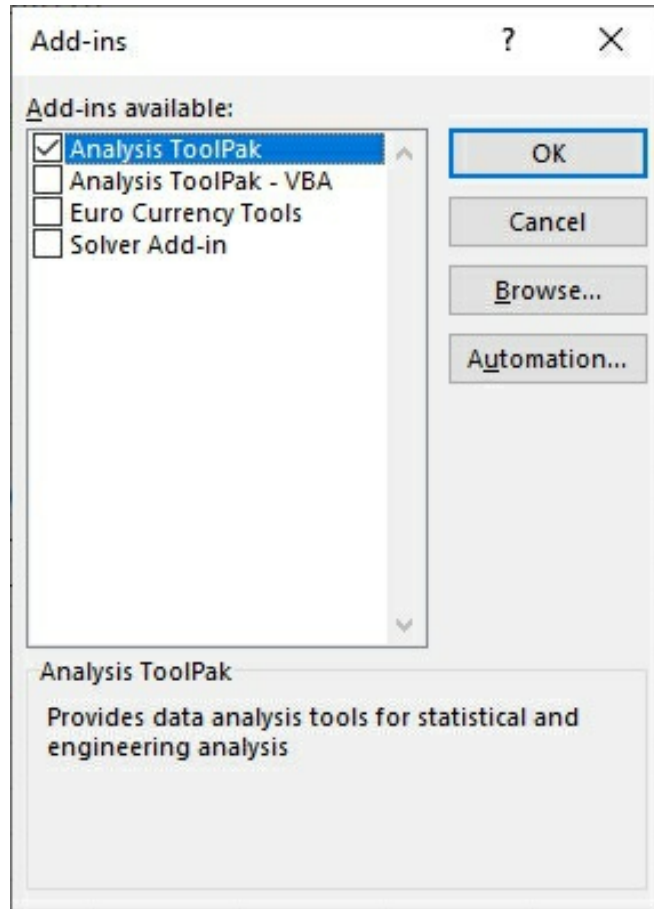 Add-ins ? ×
Add-ins available:
Analysis ToolPak
Analysis ToolPak - VBA
Euro Currency Tools
Solver Add-in
OK
Cancel
Browse...
Automation...
Analysis ToolPak
Provides data analysis tools for statistical and
engineering analysis